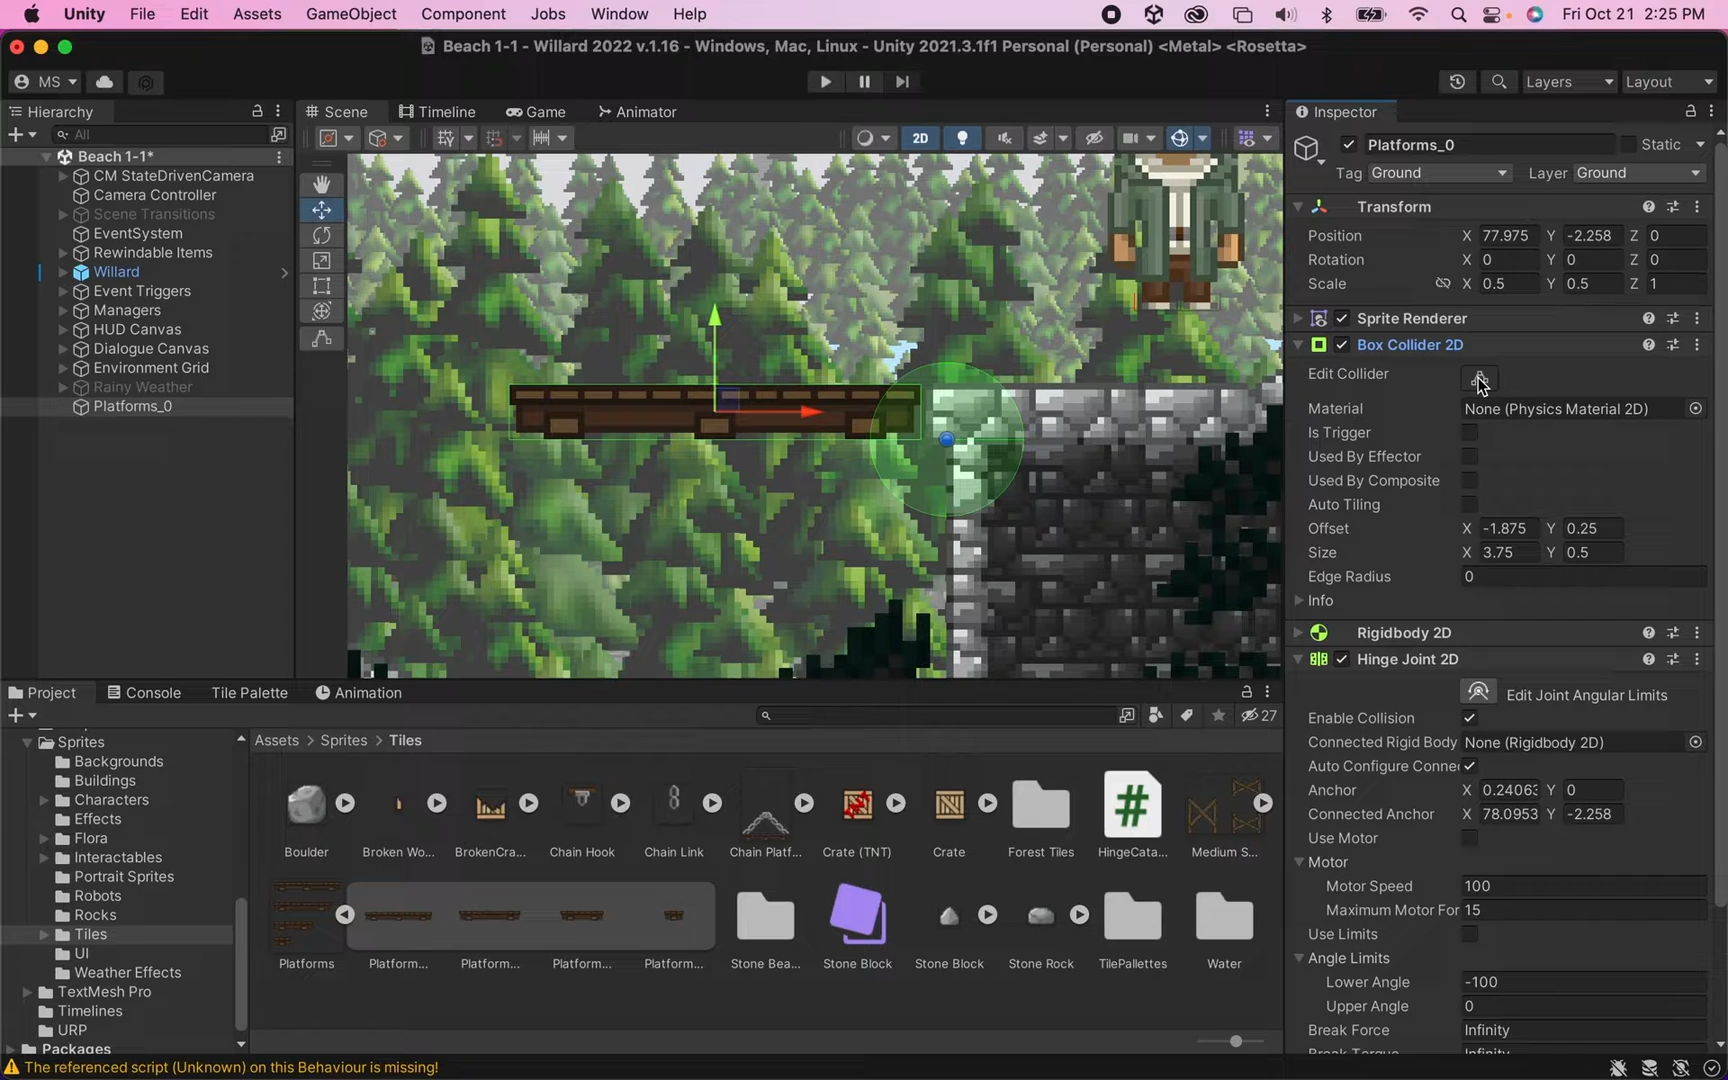 Unity File Edit Assets GameObject Component Jobs Window Help Fri Oct 21 2:25 PM
Beach 1-1 - Willard 2022 v.1.16 - Windows, Mac, Linux - Unity 2021.3.1f1 Personal (Personal) <Metal> <Rosetta>
MS Layers Layout
Hierarchy
All
Beach 1-1*
CM StateDrivenCamera
Camera Controller
Scene Transitions
EventSystem
Rewindable Items
Willard
Event Triggers
Managers
HUD Canvas
Dialogue Canvas
Environment Grid
Rainy Weather
Platforms_0
Scene Timeline Game Animator
2D
Inspector
Platforms_0 Static
Tag Ground Layer Ground
Transform
Position X 77.975 Y -2.258 Z 0
Rotation X 0 Y 0 Z 0
Scale X 0.5 Y 0.5 Z 1
Sprite Renderer
Box Collider 2D
Edit Collider
Material None (Physics Material 2D)
Is Trigger
Used By Effector
Used By Composite
Auto Tiling
Offset X -1.875 Y 0.25
Size X 3.75 Y 0.5
Edge Radius 0
Info
Rigidbody 2D
Hinge Joint 2D
Edit Joint Angular Limits
Enable Collision
Connected Rigid Body None (Rigidbody 2D)
Auto Configure Conne
Anchor X 0.2406 Y 0
Connected Anchor X 78.0953 Y -2.258
Use Motor
Motor
Motor Speed 100
Maximum Motor For 15
Use Limits
Angle Limits
Lower Angle -100
Upper Angle 0
Break Force Infinity
Break Torque Infinity
Project Console Tile Palette Animation
27
Sprites
Backgrounds
Buildings
Characters
Effects
Flora
Interactables
Portrait Sprites
Robots
Rocks
Tiles
UI
Weather Effects
TextMesh Pro
Timelines
URP
Packages
Assets > Sprites > Tiles
Boulder Broken Wo... BrokenCra... Chain Hook Chain Link Chain Platf... Crate (TNT) Crate Forest Tiles HingeCata... Medium S...
Platforms Platform... Platform... Platform... Platform... Stone Bea... Stone Block Stone Block Stone Rock TilePallettes Water
The referenced script (Unknown) on this Behaviour is missing!